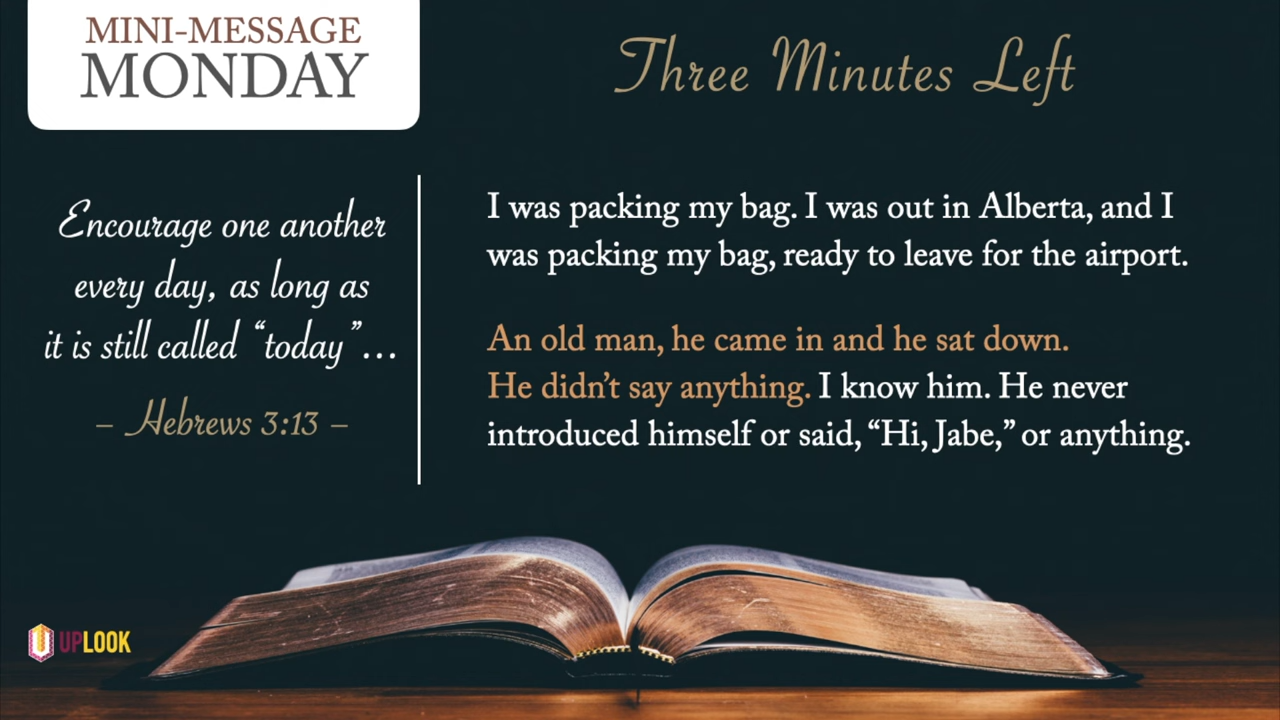 MINI-MESSAGE
MONDAY
Three Minutes Left
Encourage one another
every day, as long as
it is still called “today”...
– Hebrews 3:13 –
I was packing my bag. I was out in Alberta, and I
was packing my bag, ready to leave for the airport.
An old man, he came in and he sat down.
He didn’t say anything. I know him. He never
introduced himself or said, “Hi, Jabe,” or anything.
UPLOOK